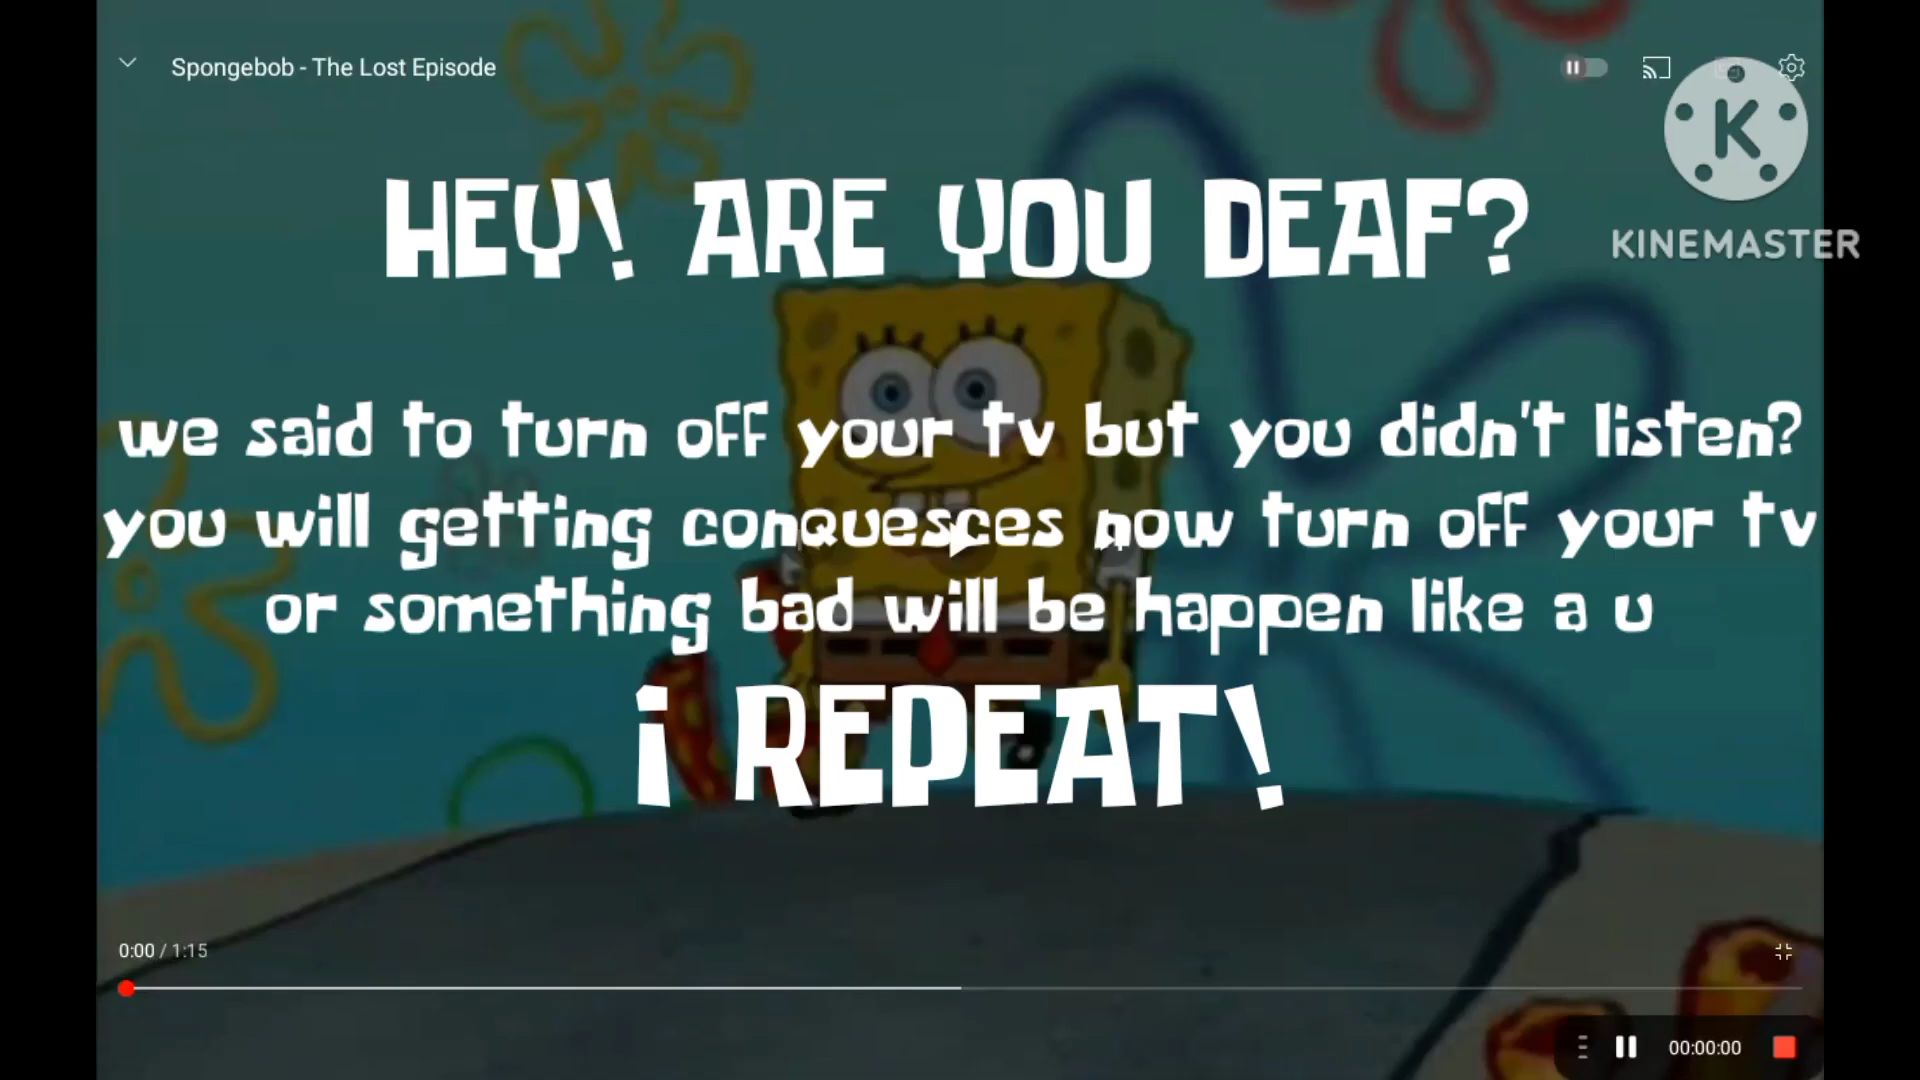 Spongebob - The Lost Episode
K
KINEMASTER
HEY! ARE YOU DEAF?
we said to turn off your tv but you didn't listen?
you will getting conquesces now turn off your tv
or something bad will be happen like a u
i REPEAT!
0:00 / 1:15
00:00:00